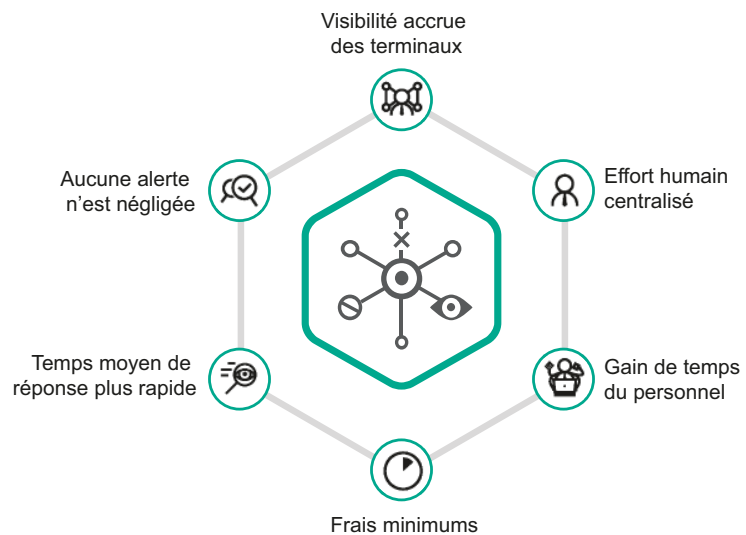 Visibilité accrue
des terminaux
Aucune alerte
n’est négligée
Effort humain
centralisé
Temps moyen de
réponse plus rapide
Gain de temps
du personnel
Frais minimums